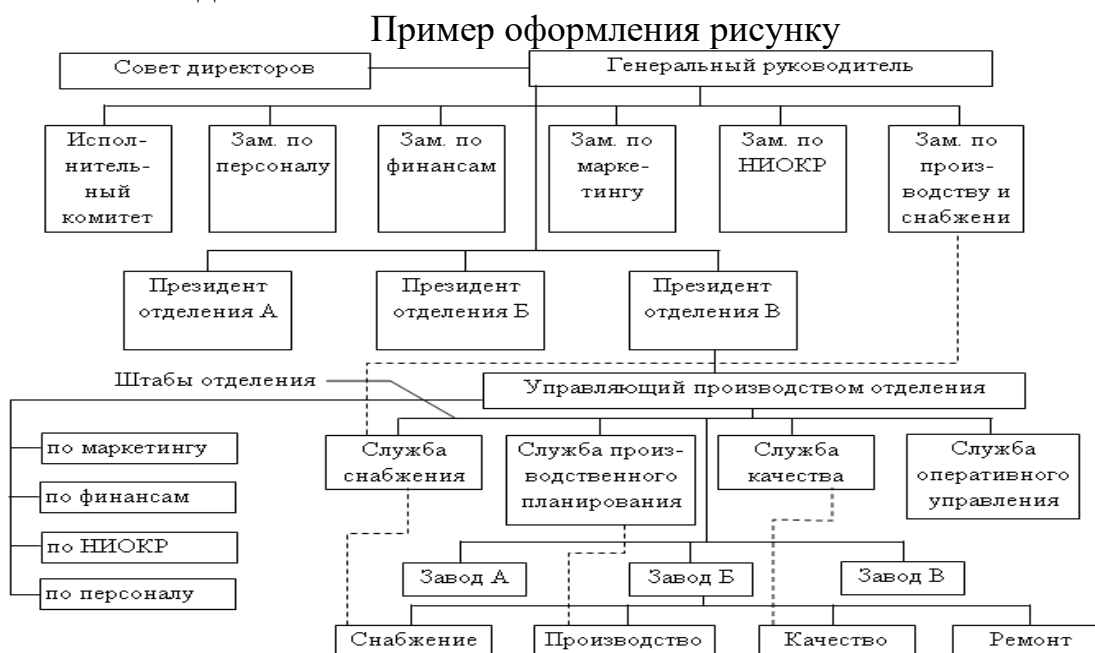 Пример оформления рисунку
Совет директоров
Генеральный руководитель
Испол-
нитель-
ный
комитет
Зам. по
персоналу
Зам. по
финансам
Зам. по
марке-
тингу
Зам. по
НИОКР
Зам. по
произ-
водству и
снабжени
Президент
отделения А
Президент
отделения Б
Президент
отделения В
Штабы отделения
Управляющий производством отделения
по маркетингу
по финансам
по НИОКР
по персоналу
Служба
снабжения
Служба произ-
водственного
планирования
Служба
качества
Служба
оперативного
управления
Завод А
Завод Б
Завод В
Снабжение
Производство
Качество
Ремонт